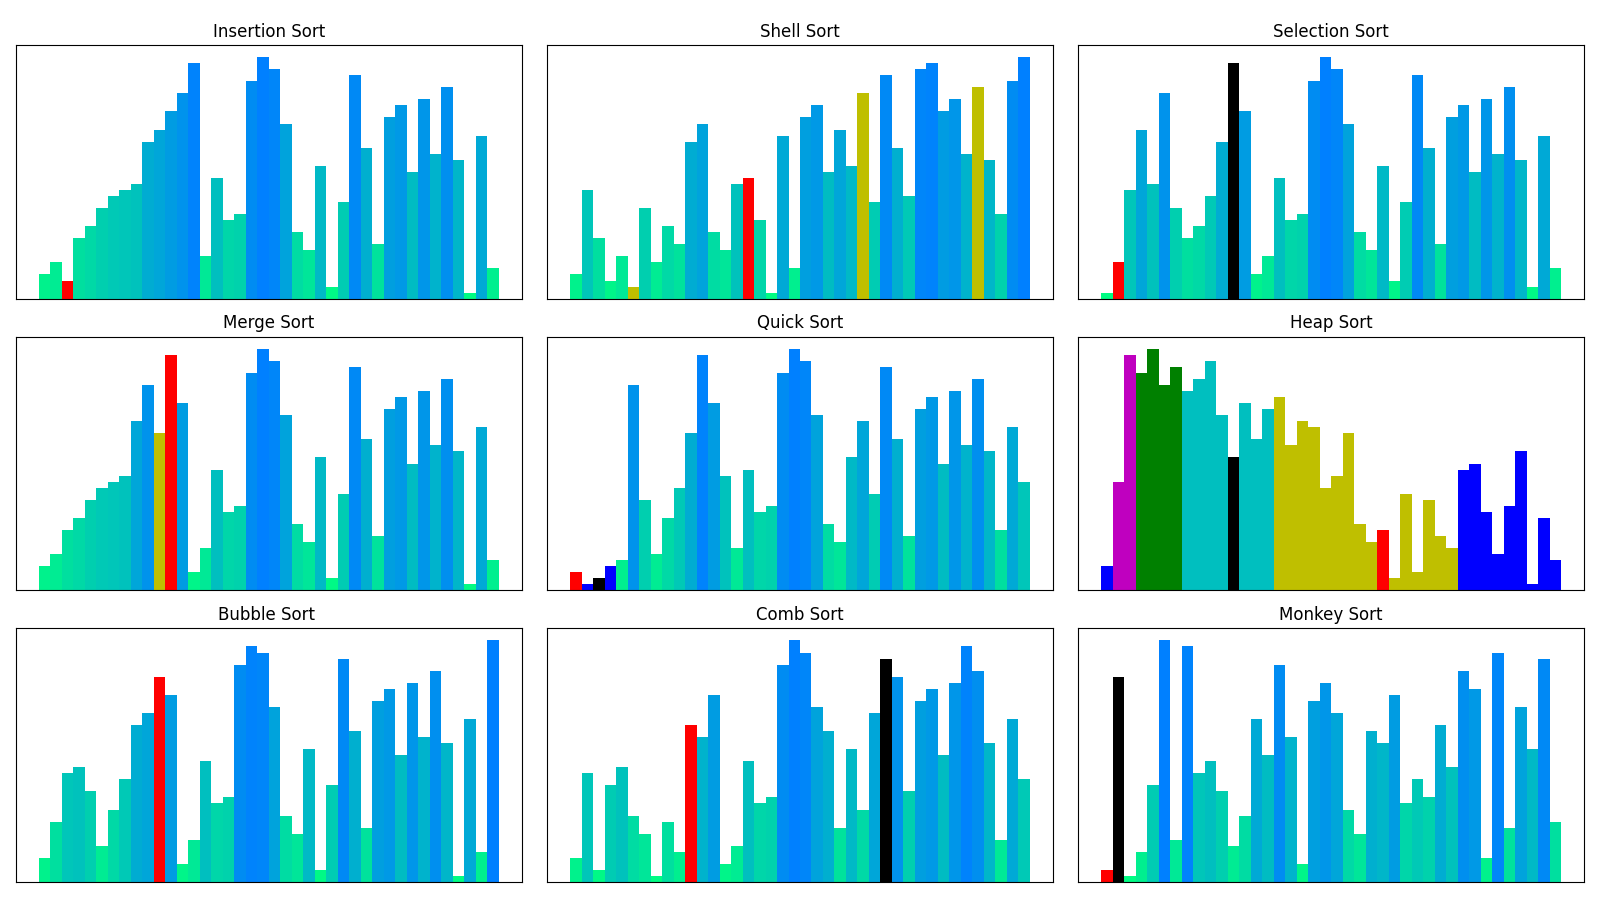 Insertion Sort
Shell Sort
Selection Sort
Merge Sort
Quick Sort
Heap Sort
Bubble Sort
Comb Sort
Monkey Sort